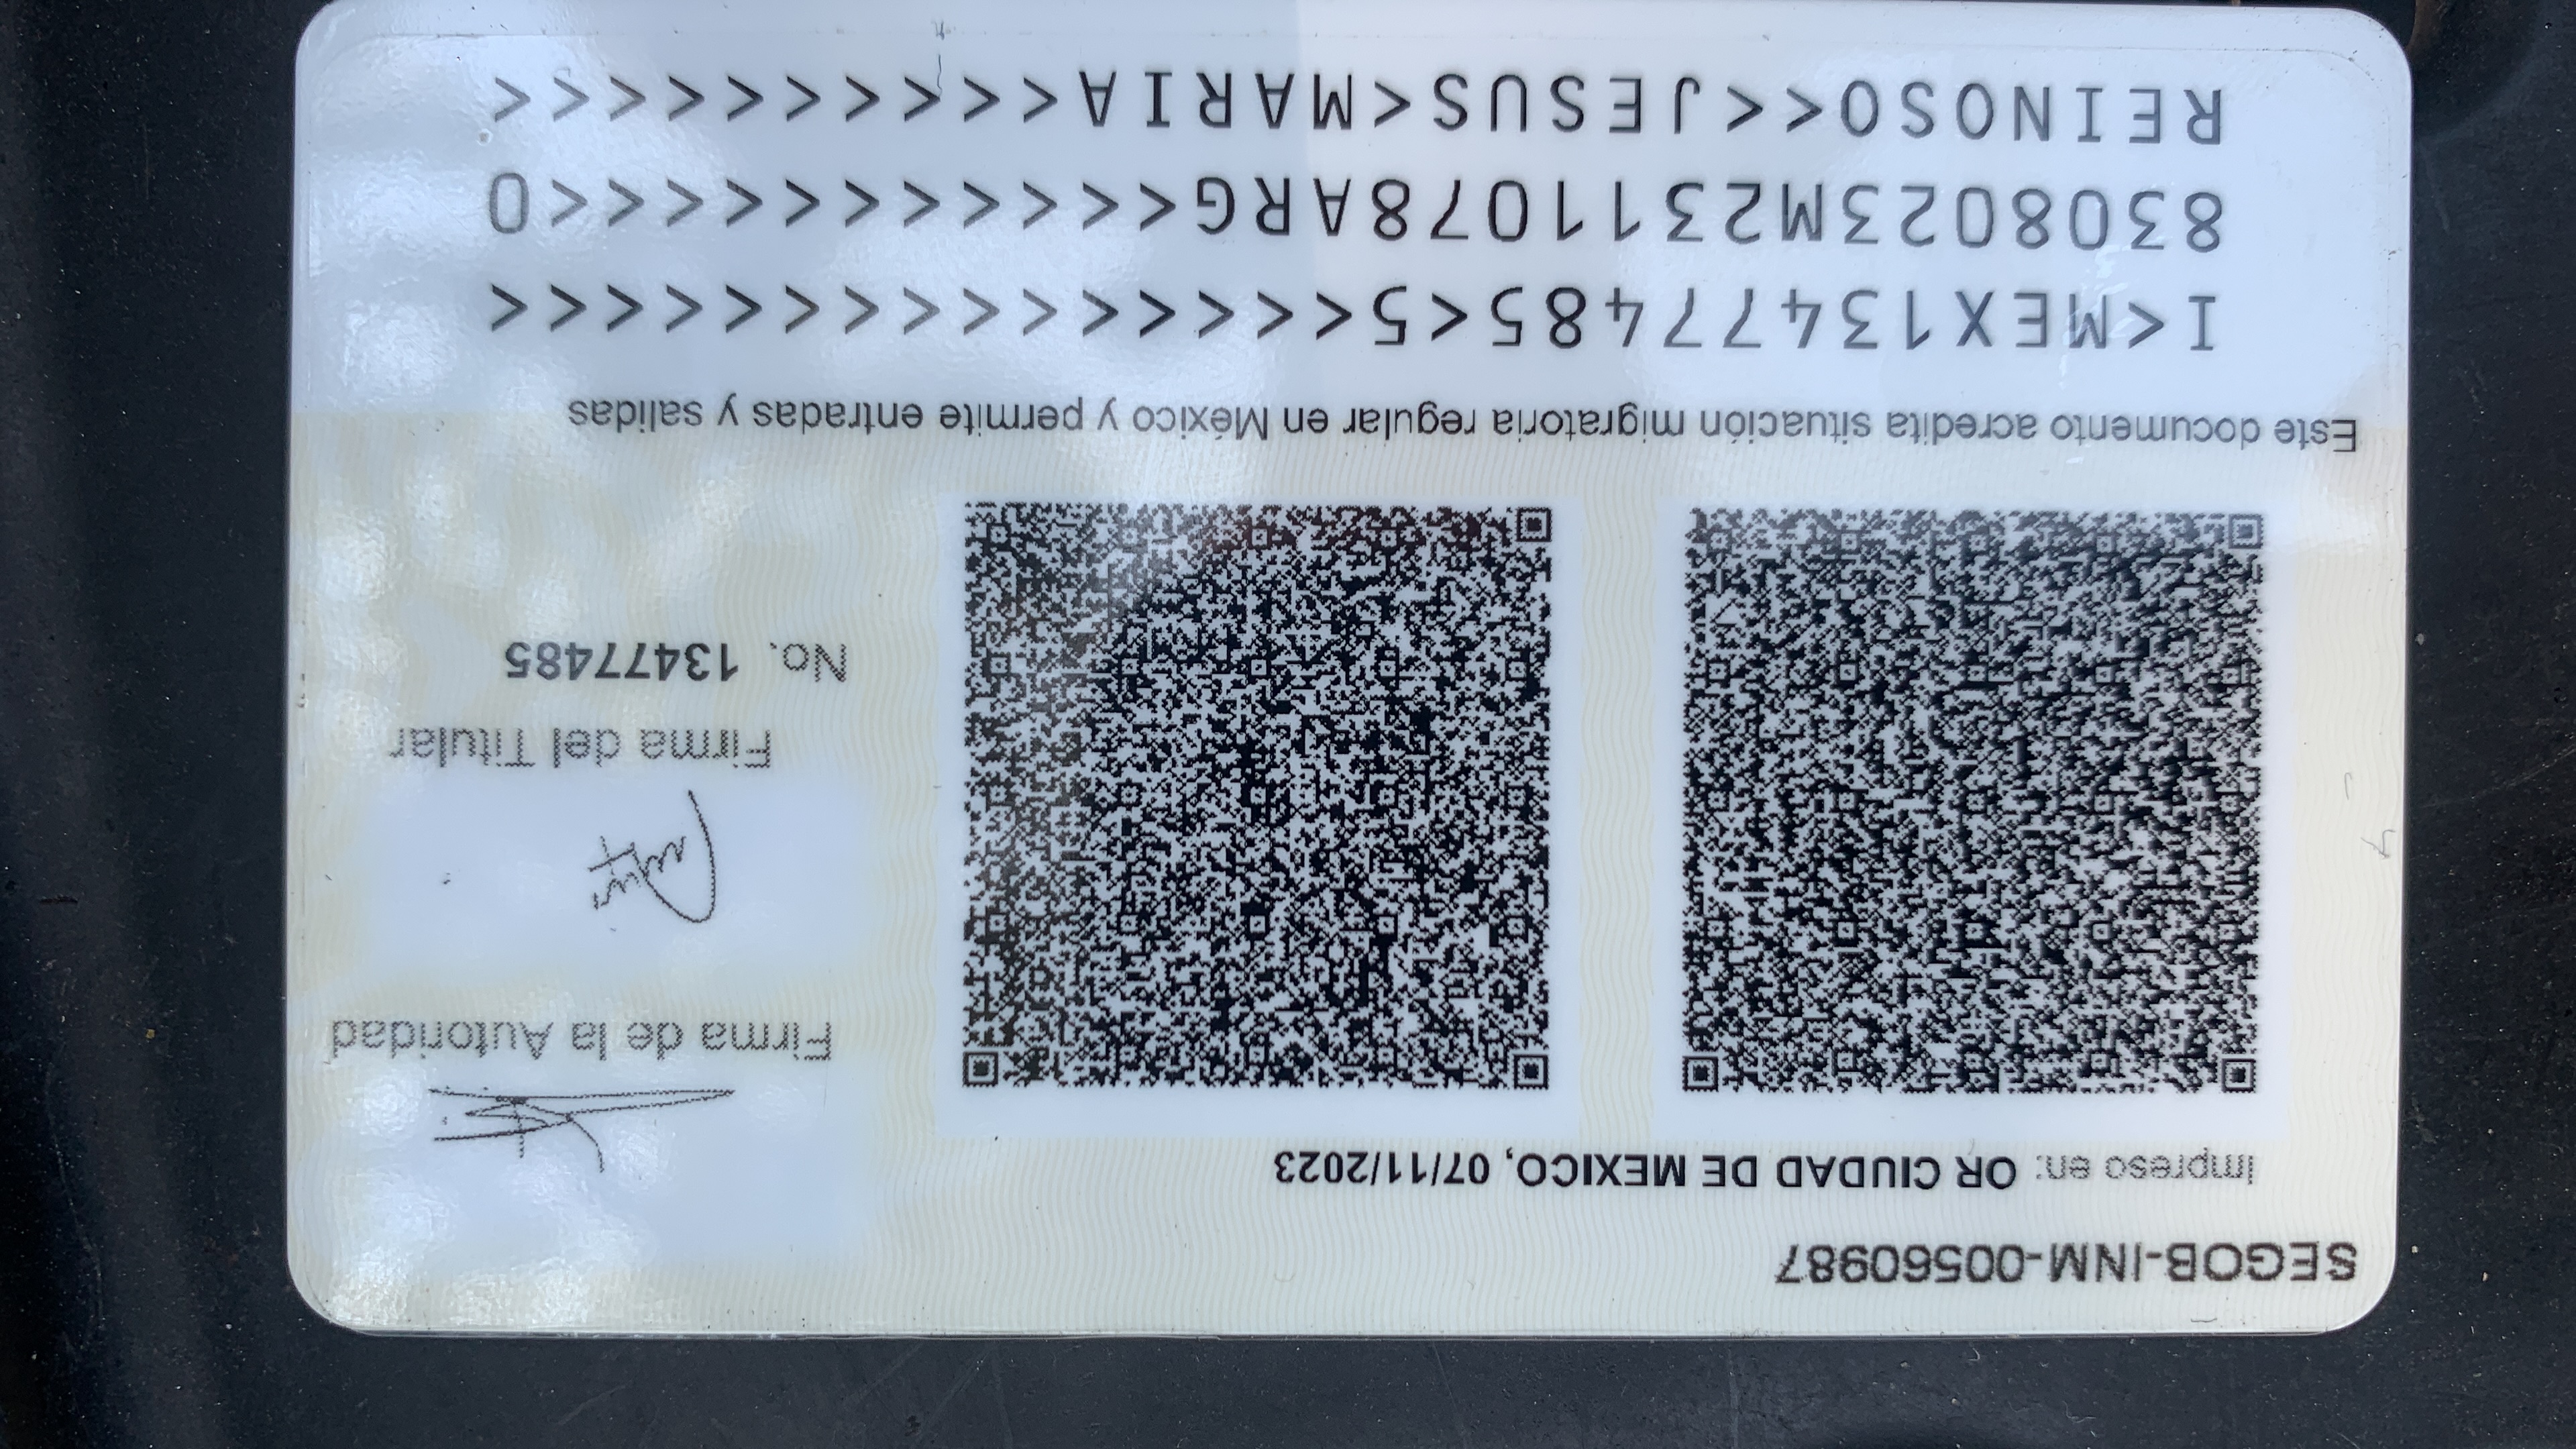 SEGOB-INM-00560987
Impreso en: OR CIUDAD DE MEXICO, 07/11/2023
Firma de la Autoridad
Firma del Titular
No. 13477485
Este documento acredita situación migratoria regular en México y permite entradas y salidas
I<MEX13477485<5<<<<<<<<<<<<<<<
8308023M2311078ARG<<<<<<<<<<<0
REINOSO<<JESUS<MARIA<<<<<<<<<<